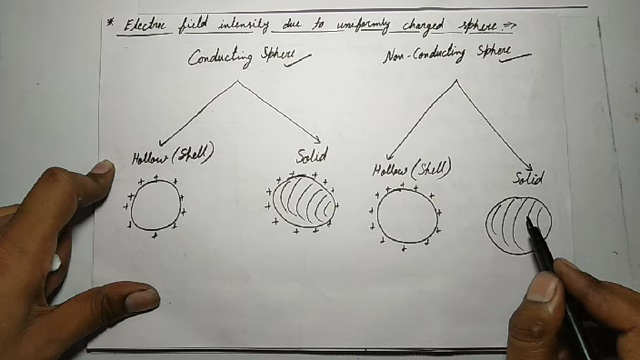 * Electric field intensity due to uniformly charged sphere :→
Conducting Sphere
Non-Conducting Sphere
Hollow (Shell)
Solid
Hollow (Shell)
Solid